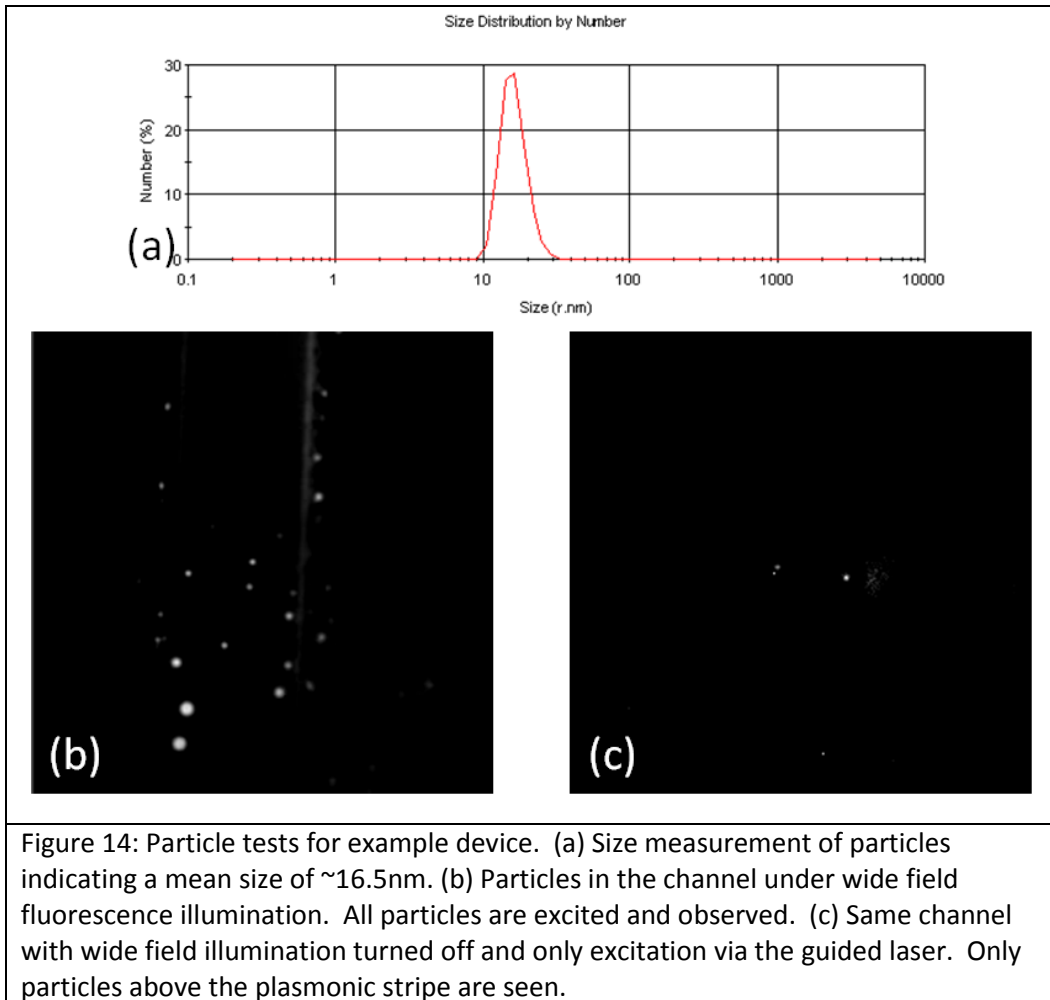 Size Distribution by Number
30
20
10
0
Number (%)
(a)
0.1 1 10 100 1000 10000
Size (r.nm)
(b)
(c)
Figure 14: Particle tests for example device. (a) Size measurement of particles
indicating a mean size of ~16.5nm. (b) Particles in the channel under wide field
fluorescence illumination. All particles are excited and observed. (c) Same channel
with wide field illumination turned off and only excitation via the guided laser. Only
particles above the plasmonic stripe are seen.